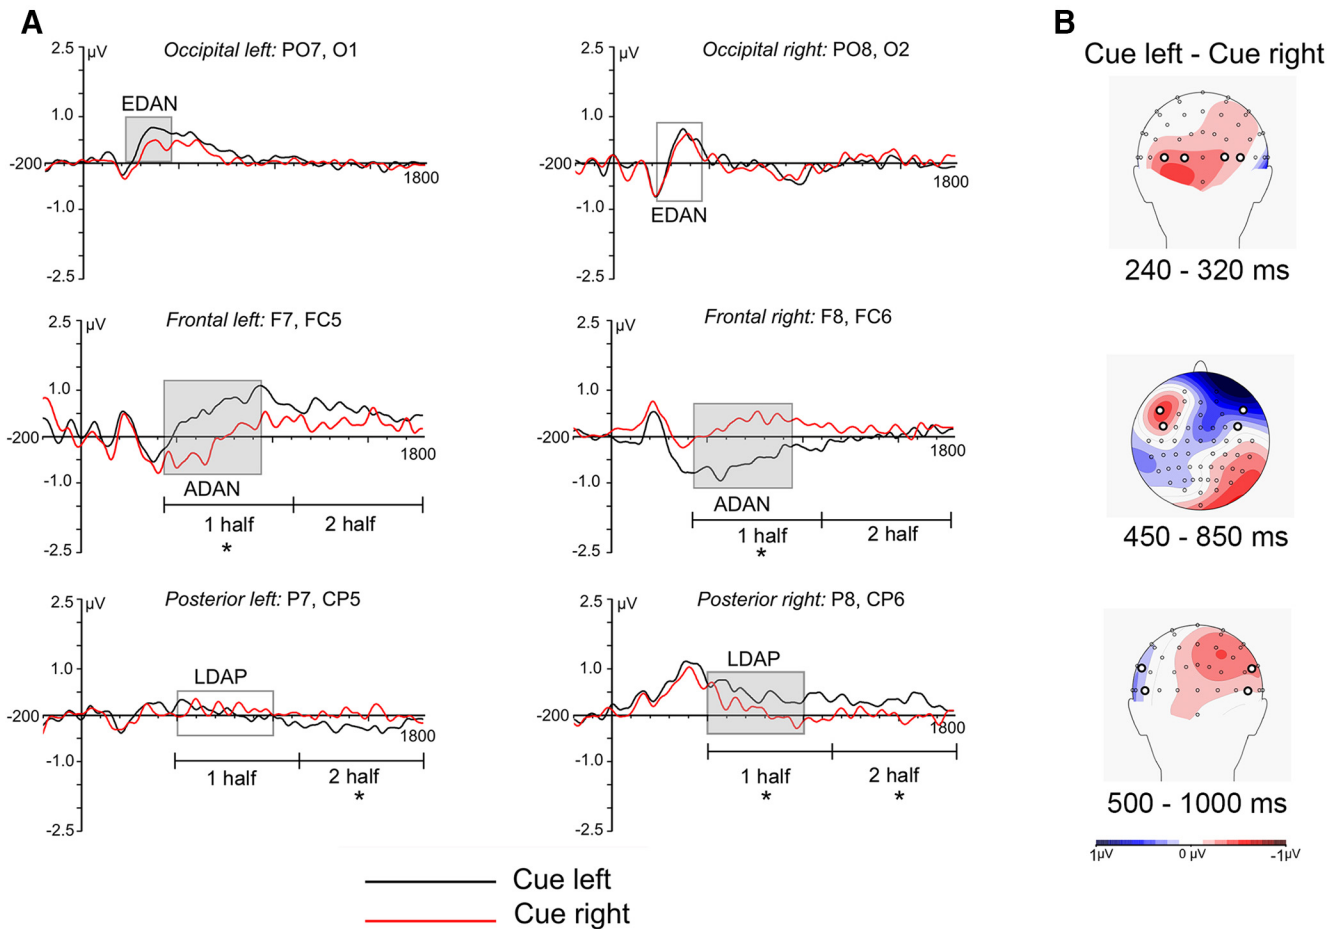 A
B
Cue left - Cue right
2.5 µV Occipital left: PO7, O1
EDAN
1.0
-200
1800
-1.0
-2.5
2.5 µV Occipital right: PO8, O2
1.0
-200
1800
-1.0
EDAN
-2.5
240 - 320 ms
2.5 µV Frontal left: F7, FC5
1.0
-200
1800
-1.0
ADAN
1 half 2 half
*
-2.5
2.5 µV Frontal right: F8, FC6
1.0
-200
1800
-1.0
ADAN
1 half 2 half
*
-2.5
450 - 850 ms
2.5 µV Posterior left: P7, CP5
1.0
LDAP
-200
1800
-1.0
1 half 2 half
*
-2.5
2.5 µV Posterior right: P8, CP6
LDAP
1.0
-200
1800
-1.0
1 half 2 half
* *
-2.5
500 - 1000 ms
1µV 0 µV -1µV
Cue left
Cue right